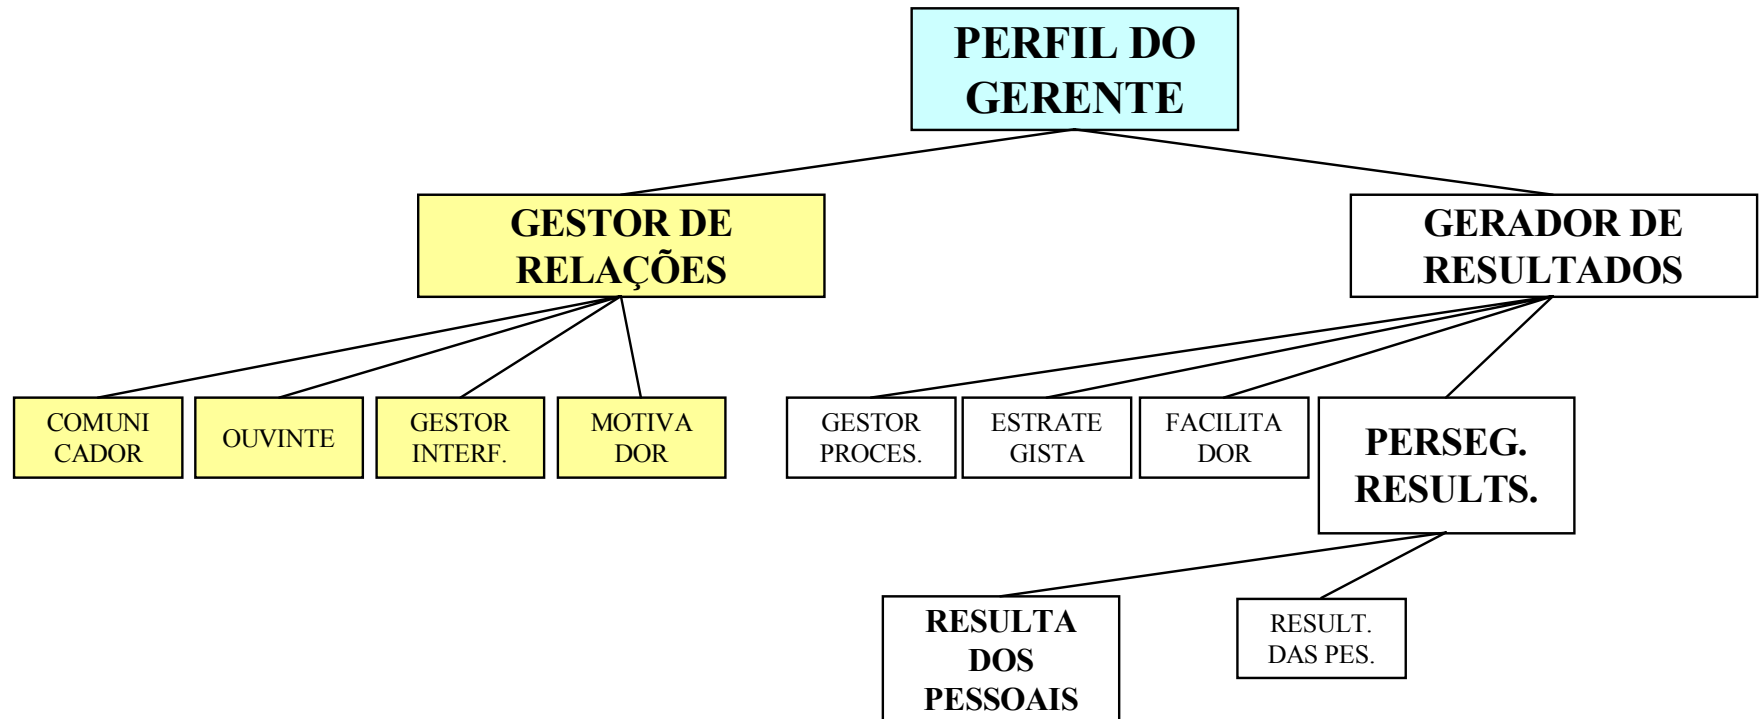 PERFIL DO
GERENTE
GESTOR DE
RELAÇÕES
GERADOR DE
RESULTADOS
COMUNI
CADOR
OUVINTE
GESTOR
INTERF.
MOTIVA
DOR
GESTOR
PROCES.
ESTRATE
GISTA
FACILITA
DOR
PERSEG.
RESULTS.
RESULTA
DOS
PESSOAIS
RESULT.
DAS PES.